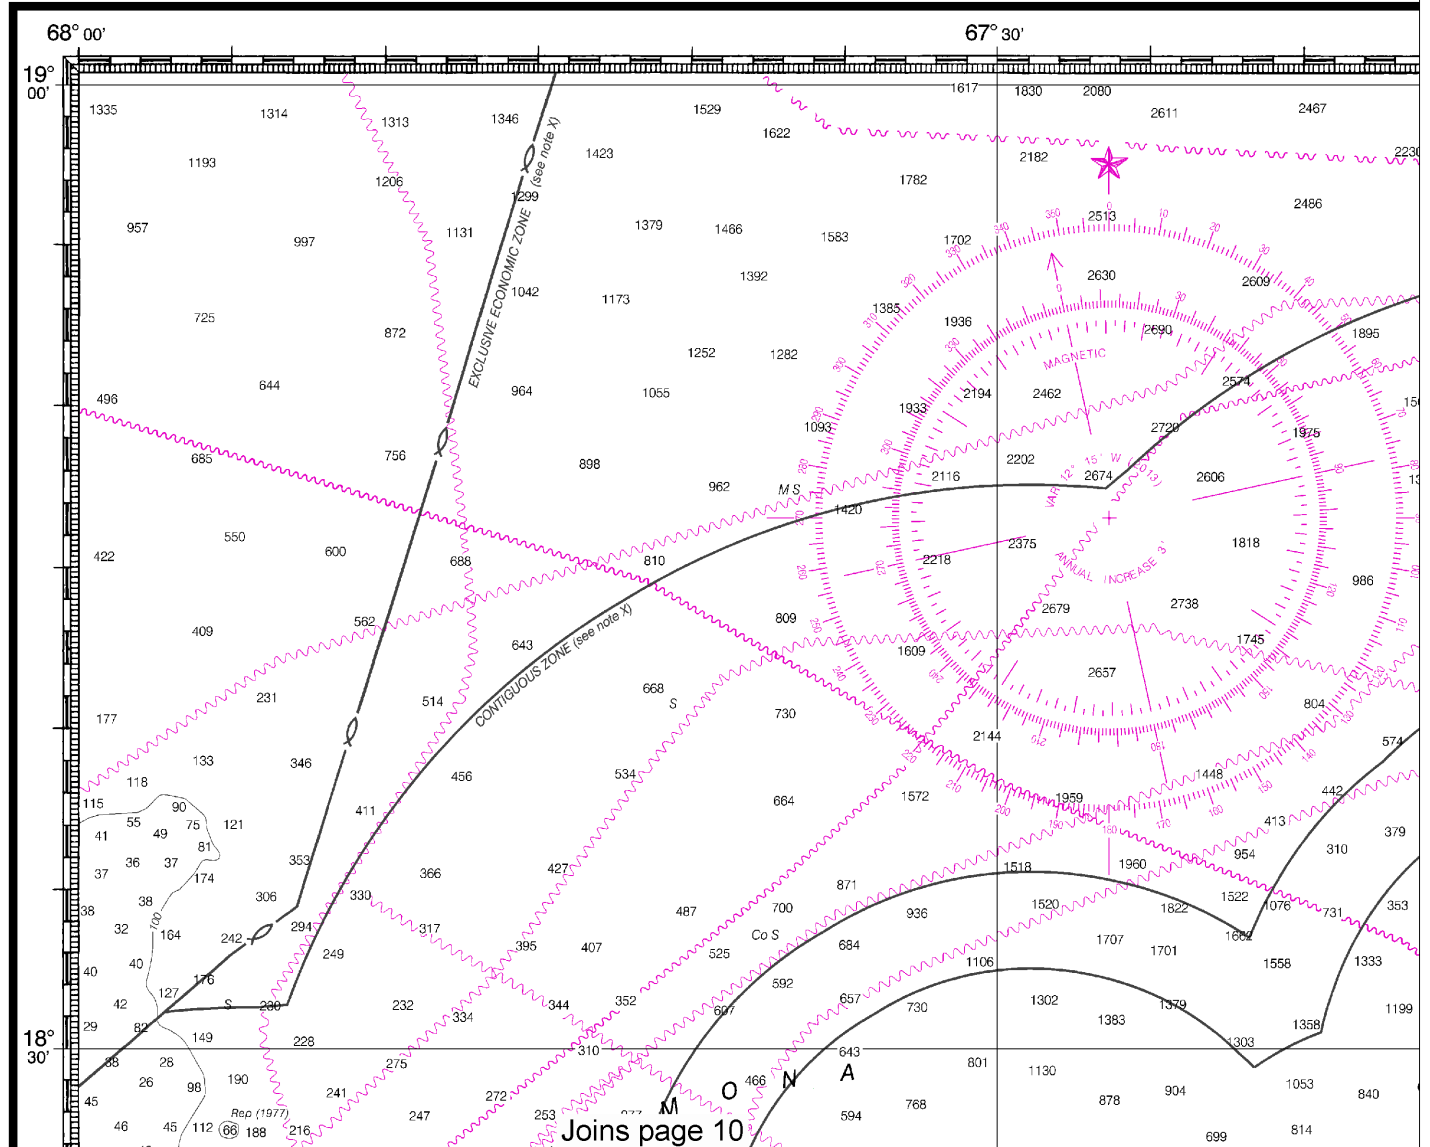 68° 00' 67° 30'
19° 00'
1617 1830 2080
1335 1314 1313 1346 1529 2611 2467
1622
1193 1423 2182 2230
1206 1782
1299 2486
957 997 1131 1379 1466 1583 1702 2513
EXCLUSIVE ECONOMIC ZONE (see note X)
1392 2630 2609
1042 1173 1385
725 872 1936 2690 1895
1252 1282
MAGNETIC
644 964 1055 2194 2462 2574
496 1933
1093 2720 1975
685 756 898 2202
962 M S 2116 2674 2606
VAR 12° 15' W (2013)
1420
550 600 2375 1818
422 688 810 2218
ANNUAL INCREASE 3'
986
562 809 2679 2738
409 643 1609 1745
CONTIGUOUS ZONE (see note X)
231 514 668 S 2657
177 730 804
2144 574
133 346 456 534 1448
118 664 1572 1959 442
115 90 411
55 75 121 413
41 49 379
81 954 310
36 37 353 427 1518 1960
37 174 366 871
306 330 1522
38 38 487 700 936 1520 1822 1076 731 353
100
32 164 242 294 317 Co S 1662
249 395 407 525 684 1707 1701
40 40 1106 1558 1333
176 592
127 657
42 S 230 232 344 352 607 730 1302 1379 1199
334 1383
29 82 149 1358
18° 30'
228 310 643 1303
38 28 275 801
26 98 190 466 1130 1053
241 272 904 840
M O N A
45 Rep (1977) 247 253 594 768 878
46 45 112 66 188 216 699 814
Joins page 10